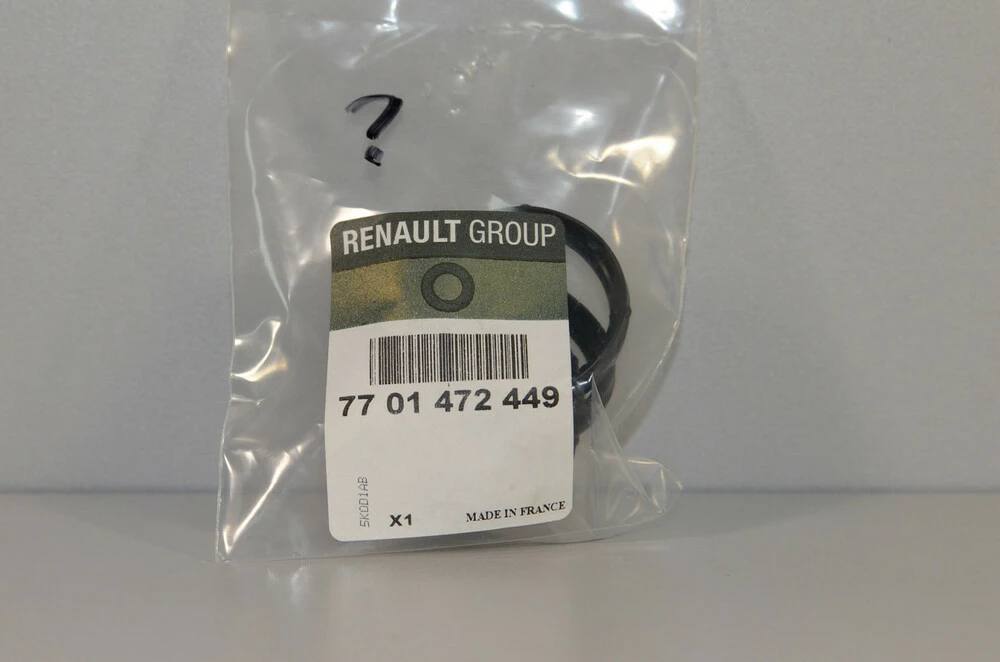 ?
RENAULT GROUP
77 01 472 449
5K0D1AB
X1
MADE IN FRANCE